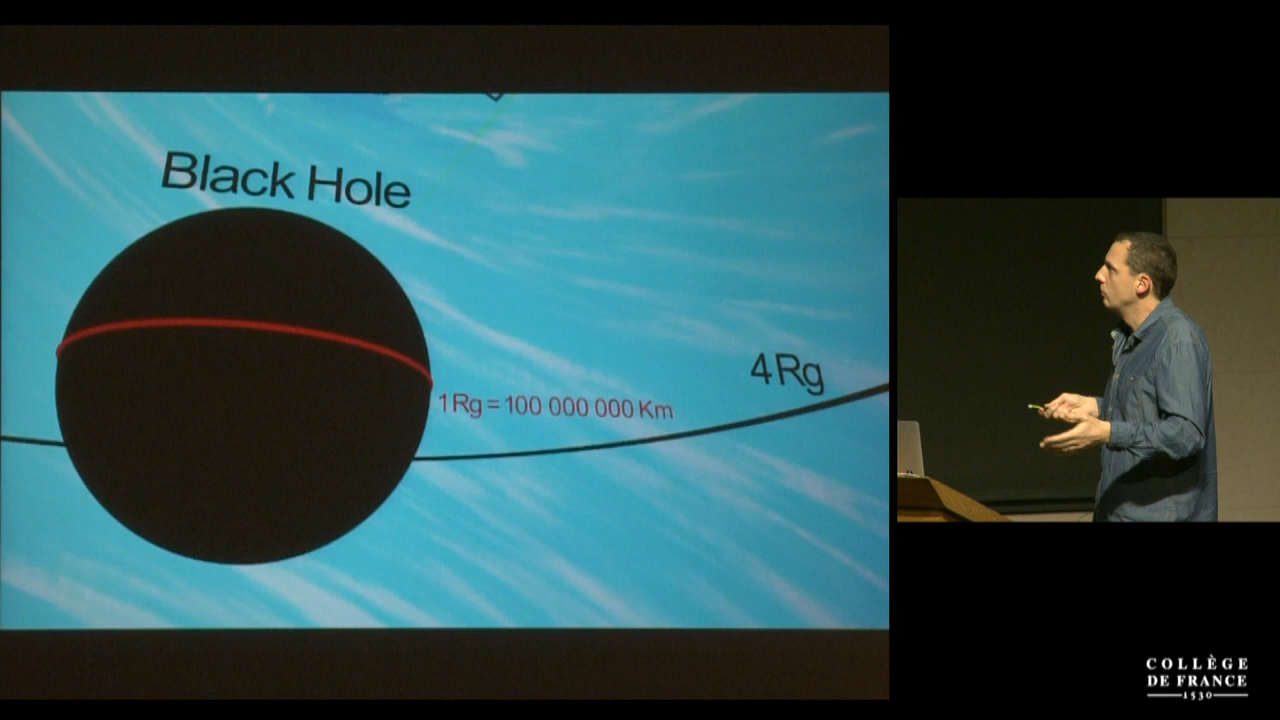 Black Hole
4Rg
1Rg = 100 000 000 Km
COLLÈGE
DE FRANCE
1530